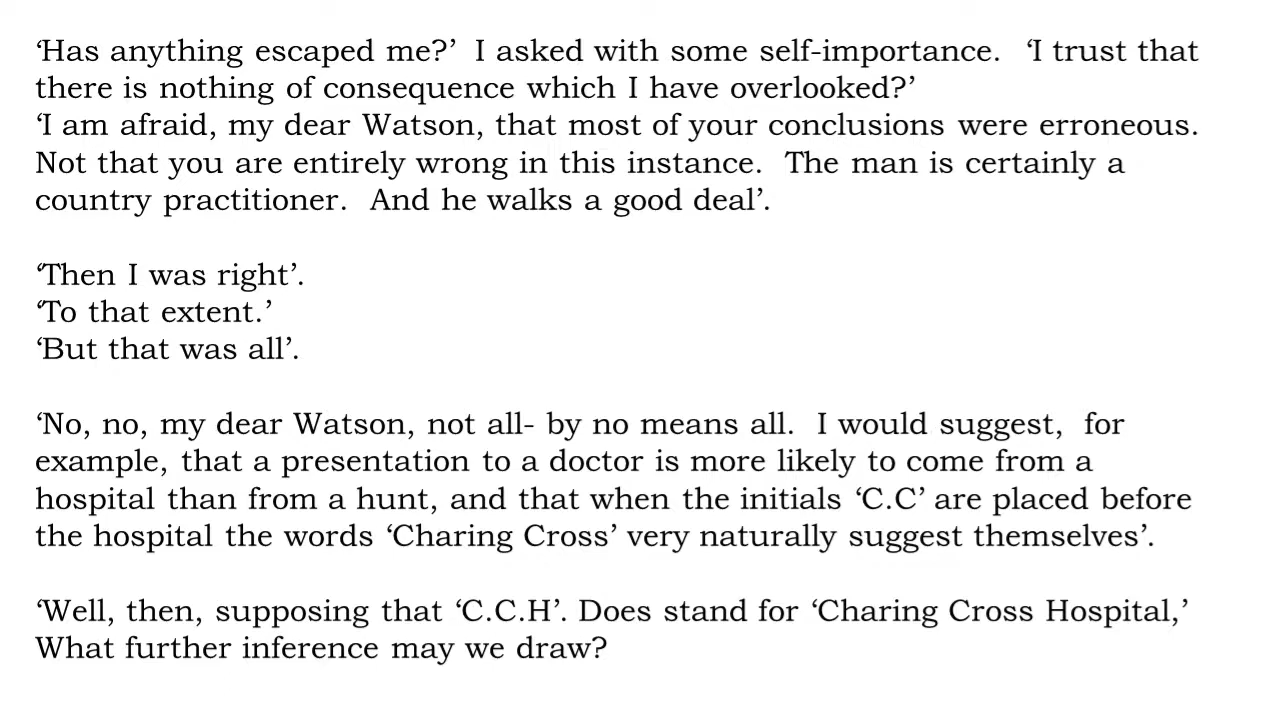 ‘Has anything escaped me?’  I asked with some self-importance.  ‘I trust that
there is nothing of consequence which I have overlooked?’
‘I am afraid, my dear Watson, that most of your conclusions were erroneous.
Not that you are entirely wrong in this instance.  The man is certainly a
country practitioner.  And he walks a good deal’.
‘Then I was right’.
‘To that extent.’
‘But that was all’.
‘No, no, my dear Watson, not all- by no means all.  I would suggest,  for
example, that a presentation to a doctor is more likely to come from a
hospital than from a hunt, and that when the initials ‘C.C’ are placed before
the hospital the words ‘Charing Cross’ very naturally suggest themselves’.
‘Well, then, supposing that ‘C.C.H’. Does stand for ‘Charing Cross Hospital,’
What further inference may we draw?